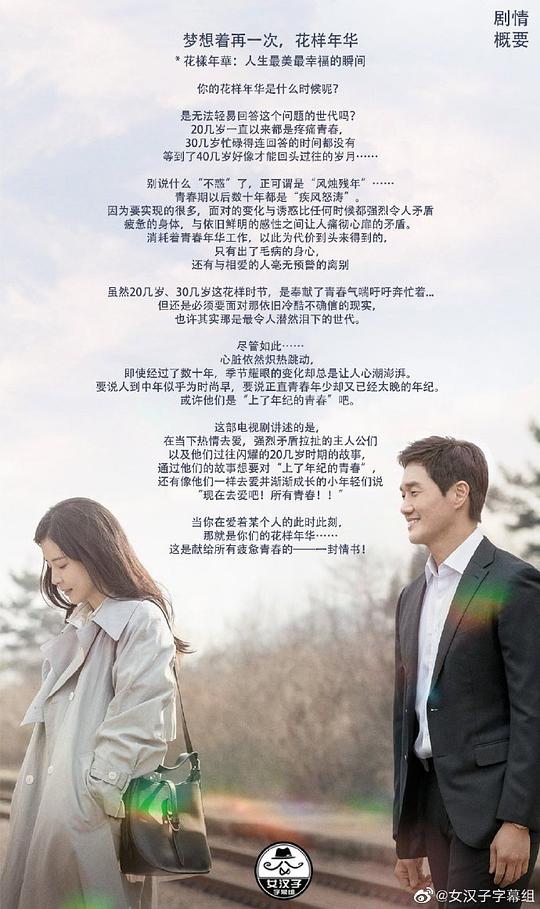 剧情
概要
梦想着再一次，花样年华
*花樣年華：人生最美最幸福的瞬间
你的花样年华是什么时候呢？
是无法轻易回答这个问题的世代吗？
20几岁一直以来都是疼痛青春，
30几岁忙碌得连回答的时间都没有
等到了40几岁好像才能回头过往的岁月……
别说什么“不惑”了，正可谓是“风烛残年”……
青春期以后数十年都是“疾风怒涛”。
因为要实现的很多，面对的变化与诱惑比任何时候都强烈令人矛盾
疲惫的身体，与依旧鲜明的感性之间让人痛彻心扉的矛盾。
消耗着青春年华工作，以此为代价到头来得到的，
只有出了毛病的身心，
还有与相爱的人毫无预警的离别
虽然20几岁、30几岁这花样时节，是奉献了青春气喘吁吁奔忙着...
但还是必须要面对那依旧冷酷不确信的现实，
也许其实那是最令人潸然泪下的世代。
尽管如此……
心脏依然炽热跳动，
即使经过了数十年，季节耀眼的变化却总是让人心潮澎湃。
要说人到中年似乎为时尚早，要说正直青春年少却又已经太晚的年纪。
或许他们是“上了年纪的青春”吧。
这部电视剧讲述的是，
在当下热情去爱，强烈矛盾拉扯的主人公们
以及他们过往闪耀的20几岁时期的故事，
通过他们的故事想要对“上了年纪的青春”，
还有像他们一样去爱并渐渐成长的小年轻们说
“现在去爱吧！所有青春！！”
当你在爱着某个人的此时此刻，
那就是你们的花样年华……
这是献给所有疲惫青春的——一封情书！
女汉子
字幕组
@女汉子字幕组